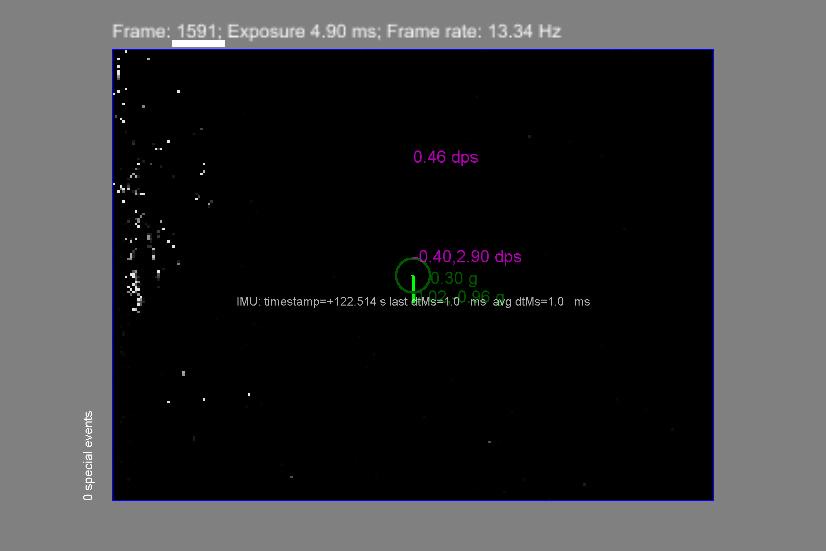 Frame: 1591; Exposure 4.90 ms; Frame rate: 13.34 Hz
0.46 dps
-0.40,2.90 dps
0.30 g
0.96 g
IMU: timestamp=+122.514 s last dtMs=1.0 ms avg dtMs=1.0 ms
0 special events